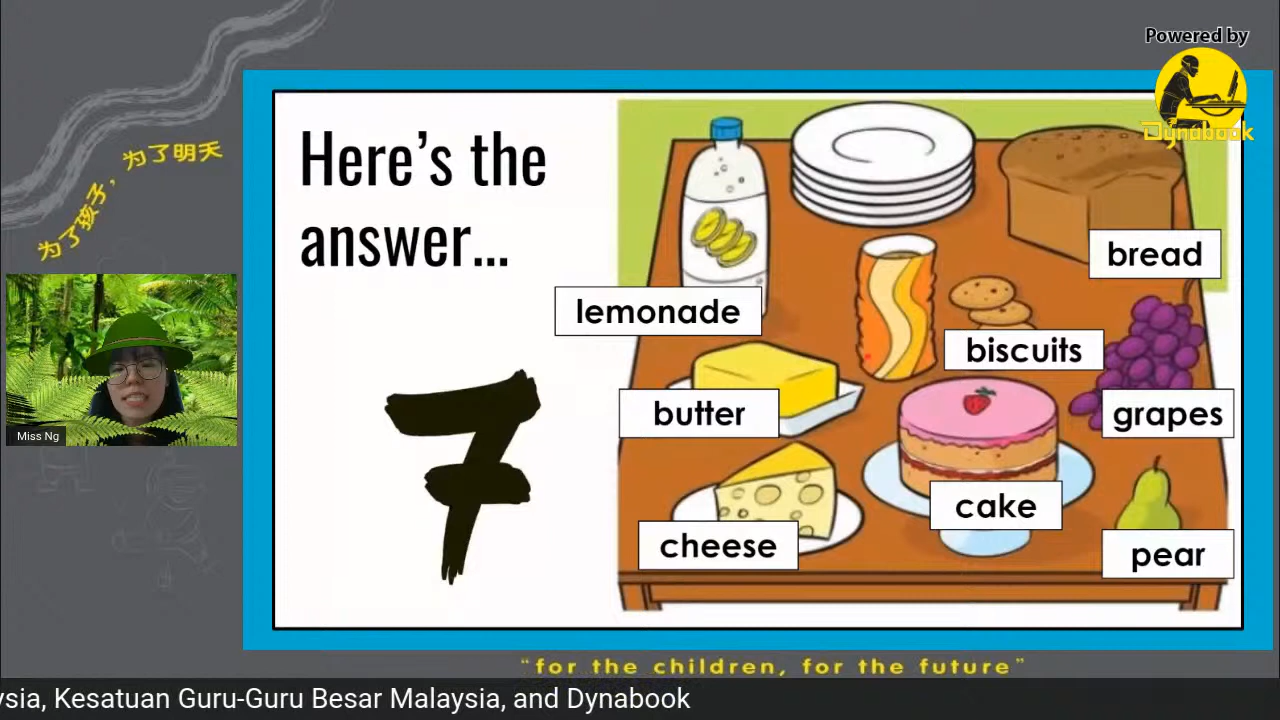 Powered by
Dynabook
为了孩子，为了明天
Here's the
answer...
7
bread
lemonade
biscuits
butter
grapes
cake
cheese
pear
Miss Ng
“for the children, for the future”
ysia, Kesatuan Guru-Guru Besar Malaysia, and Dynabook